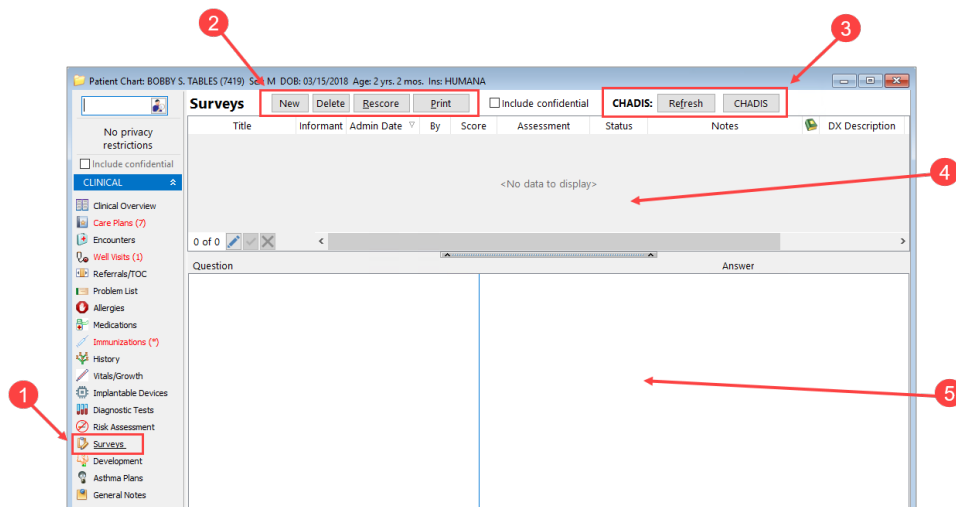 2
3
Patient Chart: BOBBY S. TABLES (7419) Sex M DOB: 03/15/2018 Age: 2 yrs. 2 mos. Ins: HUMANA
Surveys New Delete Rescore Print Include confidential CHADIS: Refresh CHADIS
No privacy
restrictions
Include confidential
CLINICAL
Title Informant Admin Date By Score Assessment Status Notes DX Description
<No data to display>
4
0 of 0
Question Answer
Clinical Overview
Care Plans (7)
Encounters
Well Visits (1)
Referrals/TOC
Problem List
Allergies
Medications
Immunizations (*)
History
Vitals/Growth
Implantable Devices
Diagnostic Tests
Risk Assessment
Surveys
Development
Asthma Plans
General Notes
1
5